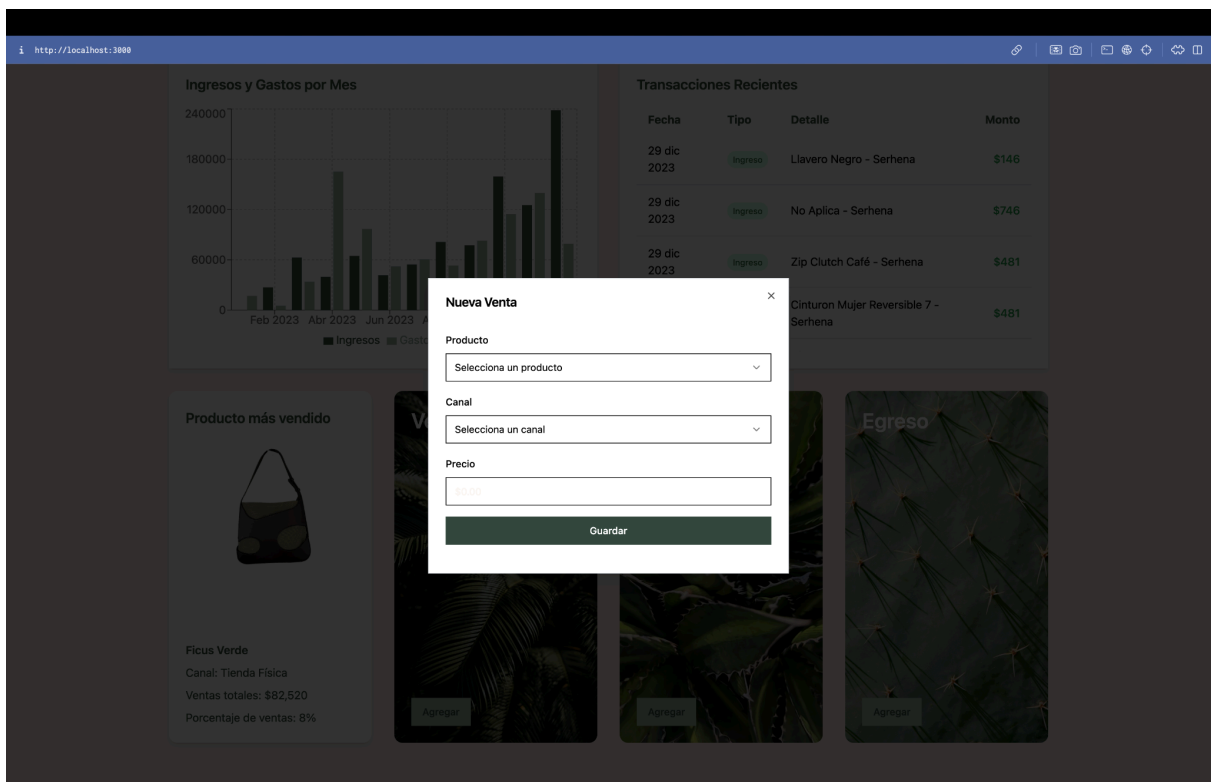 i http://localhost:3000
Ingresos y Gastos por Mes
240000
180000
120000
60000
0
Feb 2023 Abr 2023 Jun 2023 A
Ingresos Gasto
Transacciones Recientes
Fecha Tipo Detalle Monto
29 dic
2023
Ingreso Llavero Negro - Serhena $146
29 dic
2023
Ingreso No Aplica - Serhena $746
29 dic
2023
Ingreso Zip Clutch Café - Serhena $481
Cinturon Mujer Reversible 7 -
Serhena
$481
Nueva Venta
Producto
Selecciona un producto
Canal
Selecciona un canal
Precio
$0.00
Guardar
Producto más vendido
Ficus Verde
Canal: Tienda Física
Ventas totales: $82,520
Porcentaje de ventas: 8%
Agregar
Agregar
Egreso
Agregar